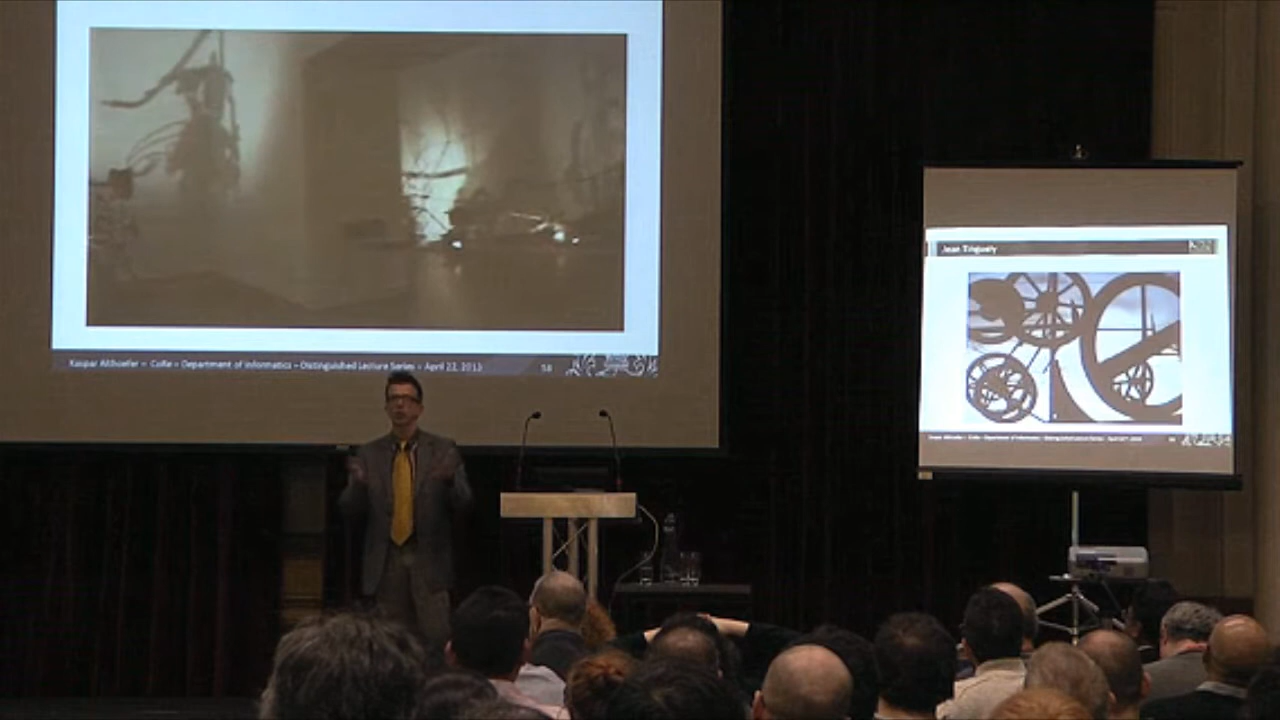 Kaspar Althoefer – CoRe – Department of Informatics – Distinguished Lecture Series – April 22, 2013
58
Jean Tinguely